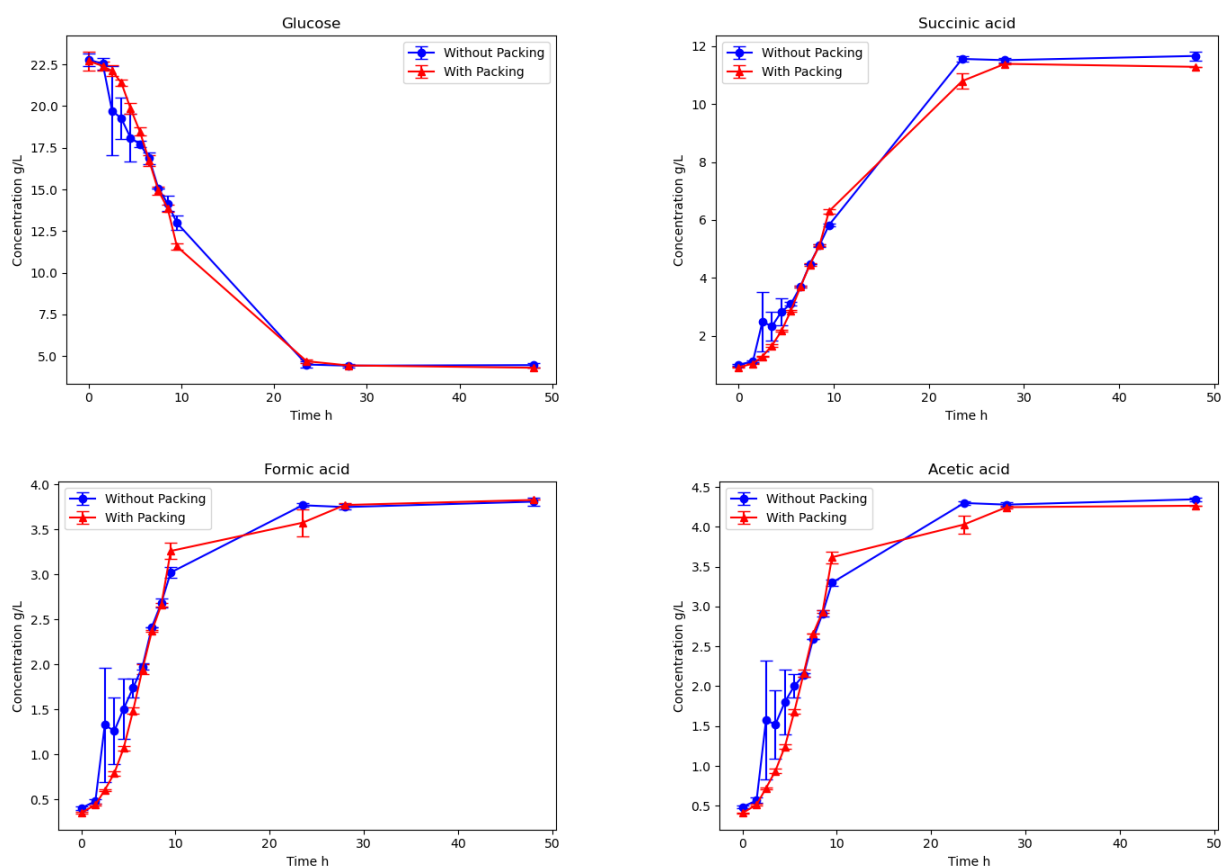 Glucose
Without Packing
With Packing
22.5
20.0
17.5
15.0
12.5
10.0
7.5
5.0
Concentration g/L
0 10 20 30 40 50
Time h
Succinic acid
Without Packing
With Packing
12
10
8
6
4
2
Concentration g/L
0 10 20 30 40 50
Time h
Formic acid
Without Packing
With Packing
4.0
3.5
3.0
2.5
2.0
1.5
1.0
0.5
Concentration g/L
0 10 20 30 40 50
Time h
Acetic acid
Without Packing
With Packing
4.5
4.0
3.5
3.0
2.5
2.0
1.5
1.0
0.5
Concentration g/L
0 10 20 30 40 50
Time h